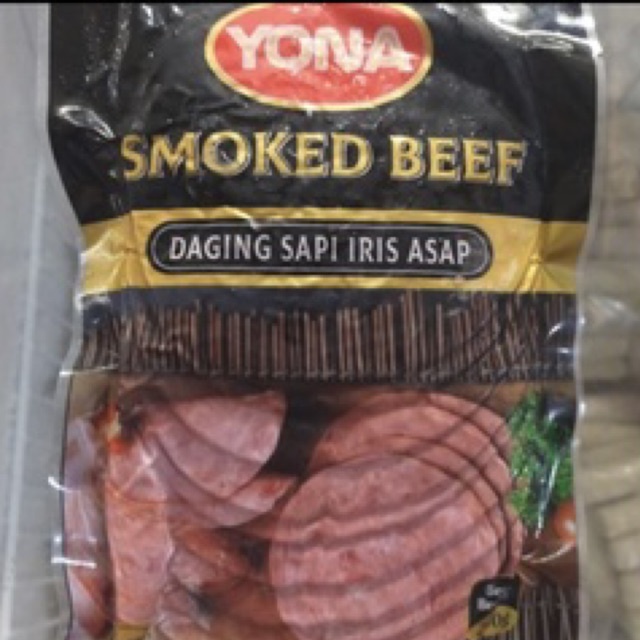 YONA
SMOKED BEEF
DAGING SAPI IRIS ASAP